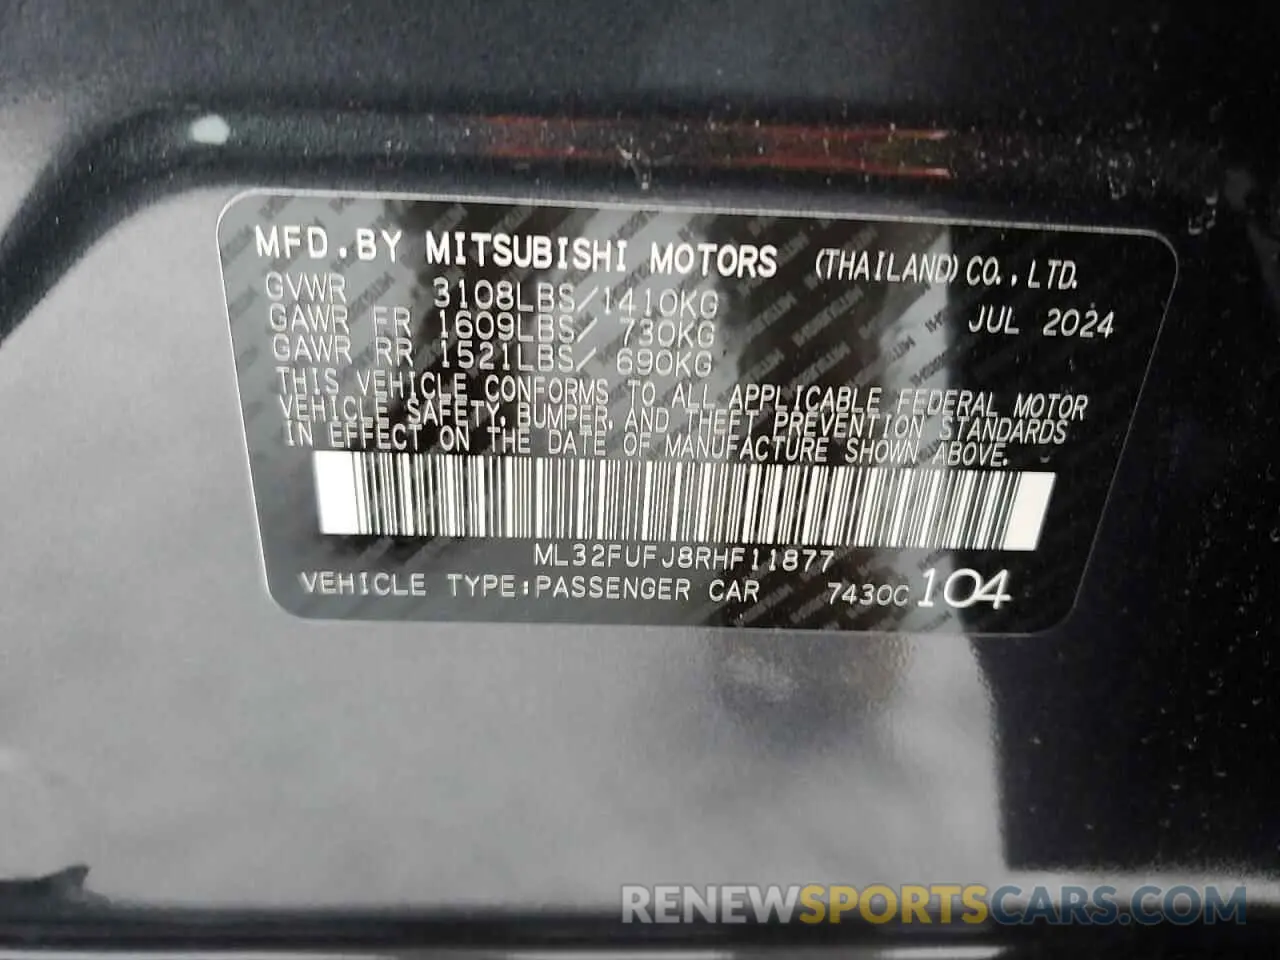 MFD.BY MITSUBISHI MOTORS (THAILAND) CO.,LTD.
GVWR 3108LBS/1410KG JUL 2024
GAWR FR 1609LBS/ 730KG
GAWR RR 1521LBS/ 690KG
THIS VEHICLE CONFORMS TO ALL APPLICABLE FEDERAL MOTOR
VEHICLE SAFETY, BUMPER, AND THEFT PREVENTION STANDARDS
IN EFFECT ON THE DATE OF MANUFACTURE SHOWN ABOVE.
ML32FUFJ8RHF11877
VEHICLE TYPE:PASSENGER CAR 7430C 104
RENEWSPORTSCARS.COM